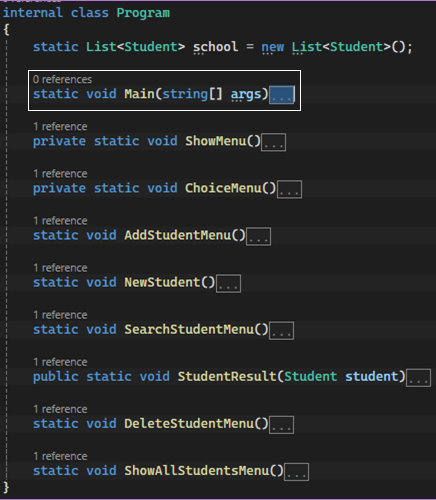 internal class Program
{
static List<Student> school = new List<Student>();
0 references
static void Main(string[] args)...
1 reference
private static void ShowMenu()...
1 reference
private static void ChoiceMenu()...
1 reference
static void AddStudentMenu()...
1 reference
static void NewStudent()...
1 reference
static void SearchStudentMenu()...
1 reference
public static void StudentResult(Student student)...
1 reference
static void DeleteStudentMenu()...
1 reference
static void ShowAllStudentsMenu()...
}